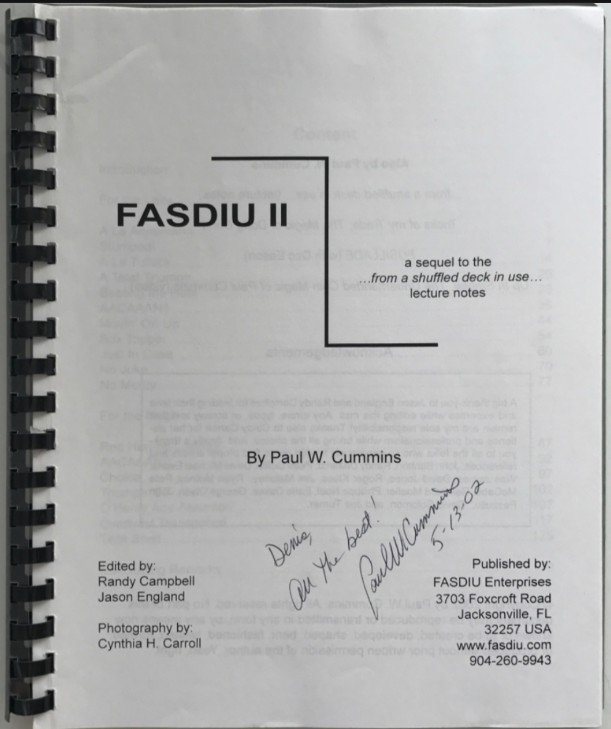 FASDIU II
a sequel to the
...from a shuffled deck in use...
lecture notes
By Paul W. Cummins
Denis,
all the best!
Paul W Cummins
5-13-02
Edited by:
Randy Campbell
Jason England
Photography by:
Cynthia H. Carroll
Published by:
FASDIU Enterprises
3703 Foxcroft Road
Jacksonville, FL
32257 USA
www.fasdiu.com
904-260-9943